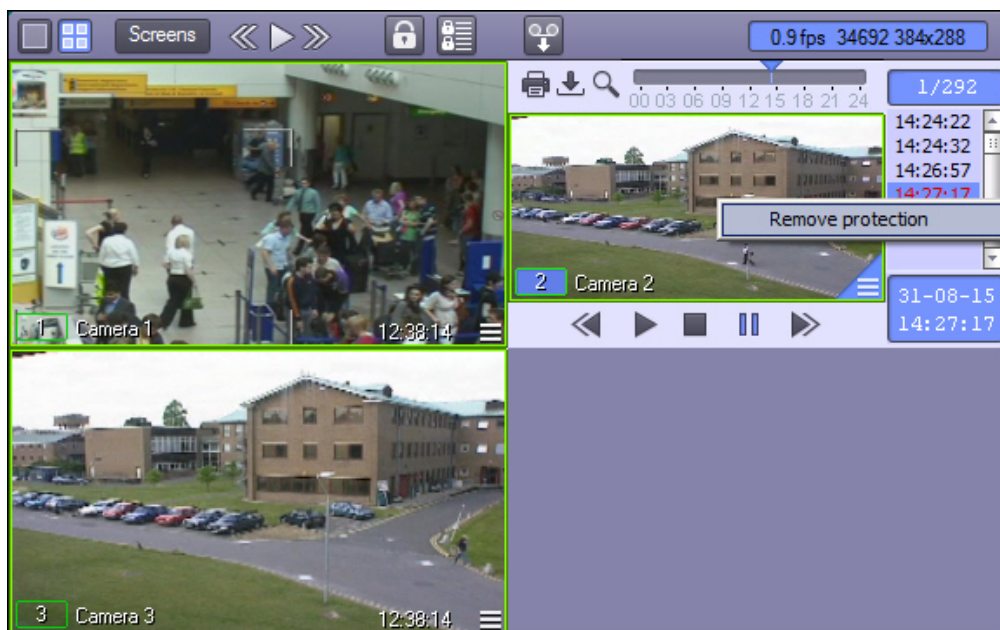 Screens
0.9 fps 34692 384x288
00 03 06 09 12 15 18 21 24
1/292
14:24:22
14:24:32
14:26:57
14:27:17
Remove protection
1 Camera 1 12:38:14
2 Camera 2
31-08-15
14:27:17
3 Camera 3 12:38:14